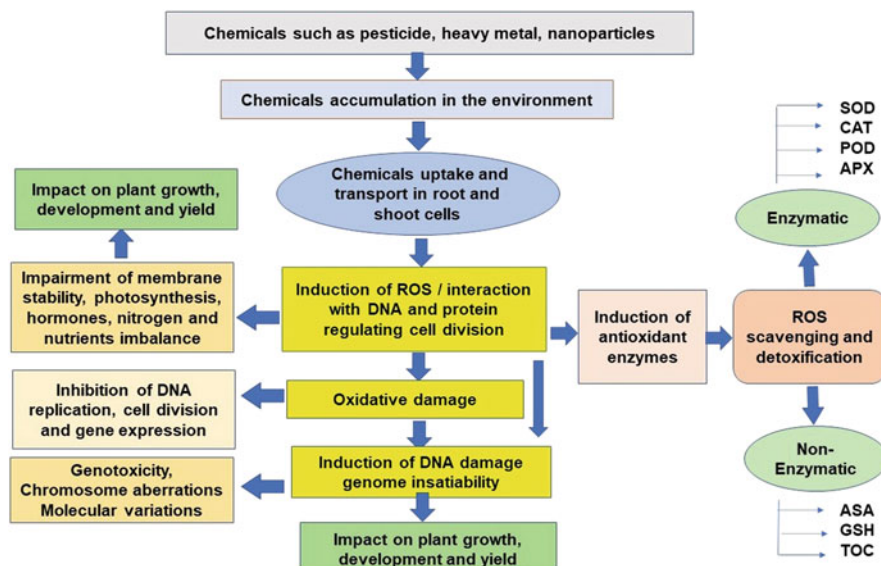 Chemicals such as pesticide, heavy metal, nanoparticles
Chemicals accumulation in the environment
Chemicals uptake and
transport in root and
shoot cells
Impact on plant growth,
development and yield
Impairment of membrane
stability, photosynthesis,
hormones, nitrogen and
nutrients imbalance
Induction of ROS / interaction
with DNA and protein
regulating cell division
Induction of
antioxidant
enzymes
ROS
scavenging and
detoxification
Enzymatic
SOD
CAT
POD
APX
Non-
Enzymatic
ASA
GSH
TOC
Inhibition of DNA
replication, cell division
and gene expression
Oxidative damage
Genotoxicity,
Chromosome aberrations
Molecular variations
Induction of DNA damage
genome insatiability
Impact on plant growth,
development and yield